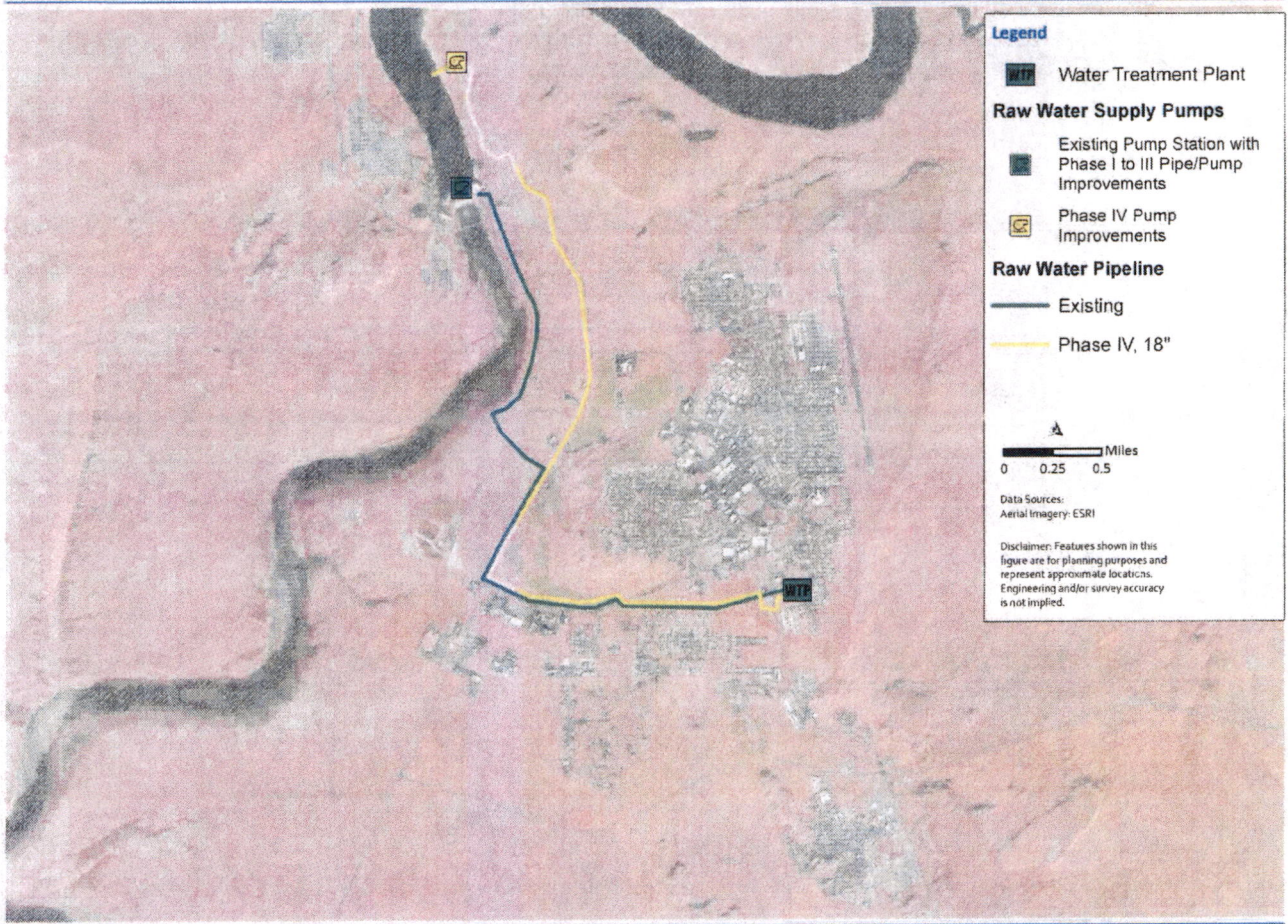 Legend
WTP Water Treatment Plant
Raw Water Supply Pumps
Existing Pump Station with
Phase I to III Pipe/Pump
Improvements
Phase IV Pump
Improvements
Raw Water Pipeline
Existing
Phase IV, 18"
Miles
0 0.25 0.5
Data Sources:
Aerial Imagery: ESRI
Disclaimer: Features shown in this
figure are for planning purposes and
represent approximate locations.
Engineering and/or survey accuracy
is not implied.
WTP